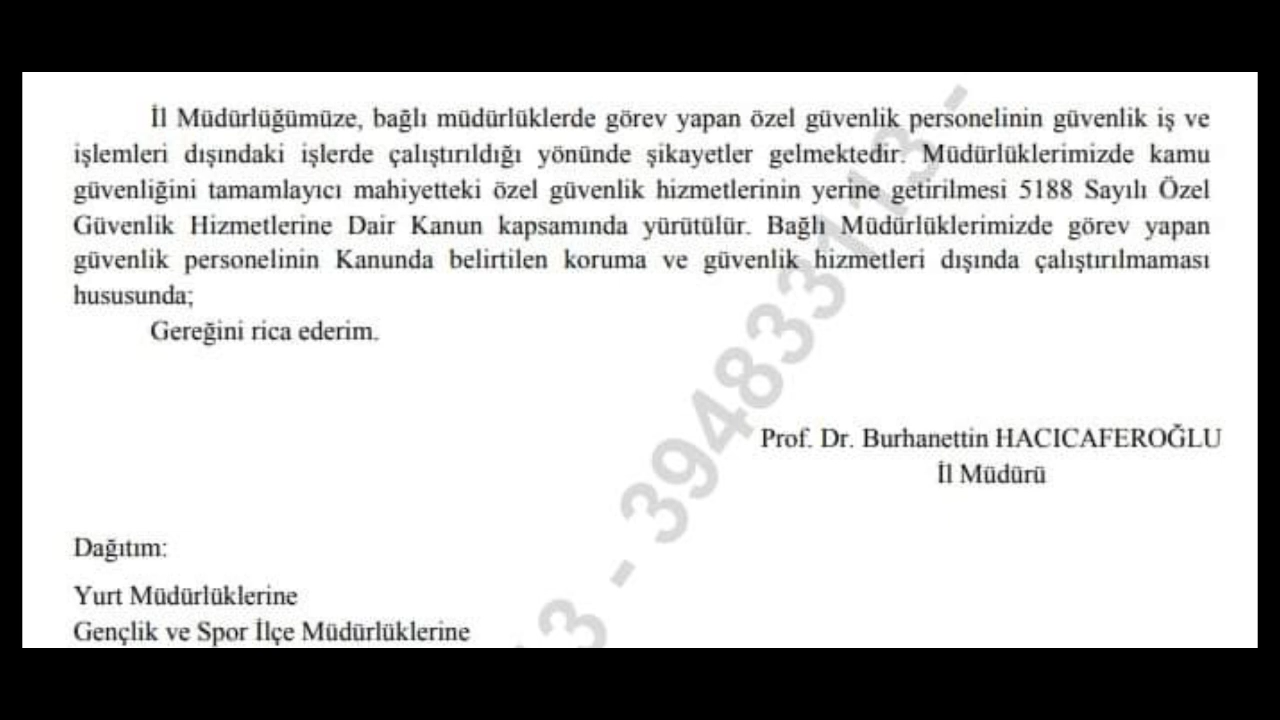 İl Müdürlüğümüze, bağlı müdürlüklerde görev yapan özel güvenlik personelinin güvenlik iş ve
işlemleri dışındaki işlerde çalıştırıldığı yönünde şikayetler gelmektedir. Müdürlüklerimizde kamu
güvenliğini tamamlayıcı mahiyetteki özel güvenlik hizmetlerinin yerine getirilmesi 5188 Sayılı Özel
Güvenlik Hizmetlerine Dair Kanun kapsamında yürütülür. Bağlı Müdürlüklerimizde görev yapan
güvenlik personelinin Kanunda belirtilen koruma ve güvenlik hizmetleri dışında çalıştırılmaması
hususunda;
Gereğini rica ederim.
Prof. Dr. Burhanettin HACICAFEROĞLU
İl Müdürü
Dağıtım:
Yurt Müdürlüklerine
Gençlik ve Spor İlçe Müdürlüklerine
3 - 394833113 -